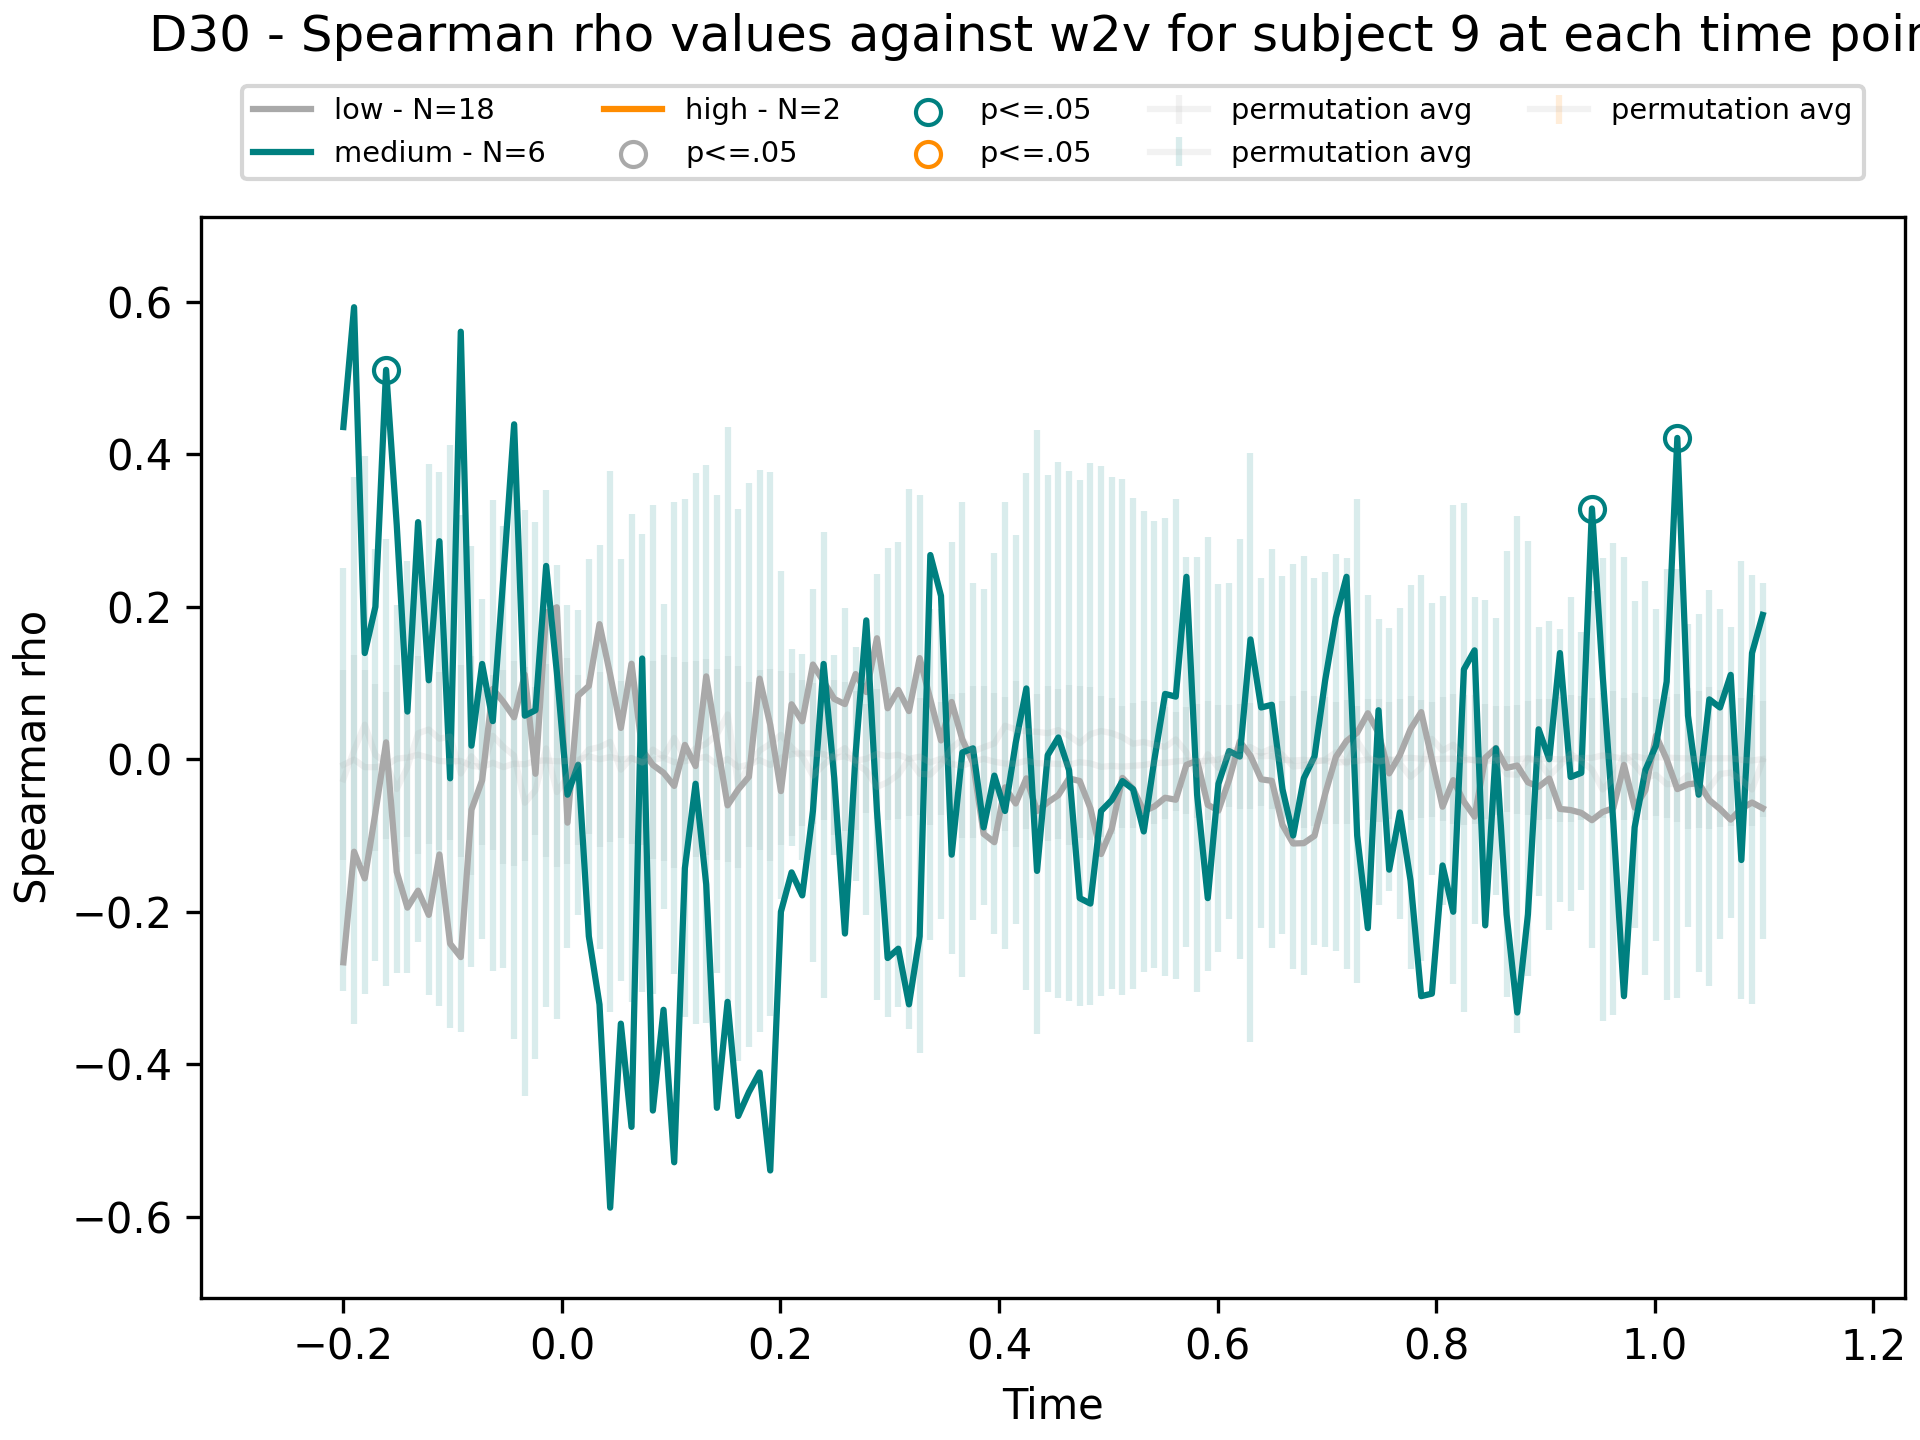 D30 - Spearman rho values against w2v for subject 9 at each time poin
low - N=18 high - N=2 p<=.05 permutation avg permutation avg
medium - N=6 p<=.05 p<=.05 permutation avg
0.6
0.4
0.2
0.0
−0.2
−0.4
−0.6
Spearman rho
−0.2 0.0 0.2 0.4 0.6 0.8 1.0 1.2
Time